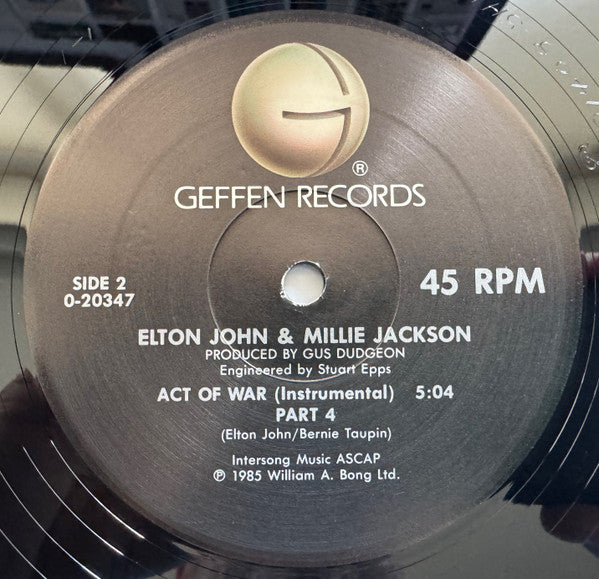 ®
GEFFEN RECORDS
SIDE 2
0-20347
45 RPM
ELTON JOHN & MILLIE JACKSON
PRODUCED BY GUS DUDGEON
Engineered by Stuart Epps
ACT OF WAR (Instrumental) 5:04
PART 4
(Elton John/Bernie Taupin)
Intersong Music ASCAP
℗ 1985 William A. Bong Ltd.